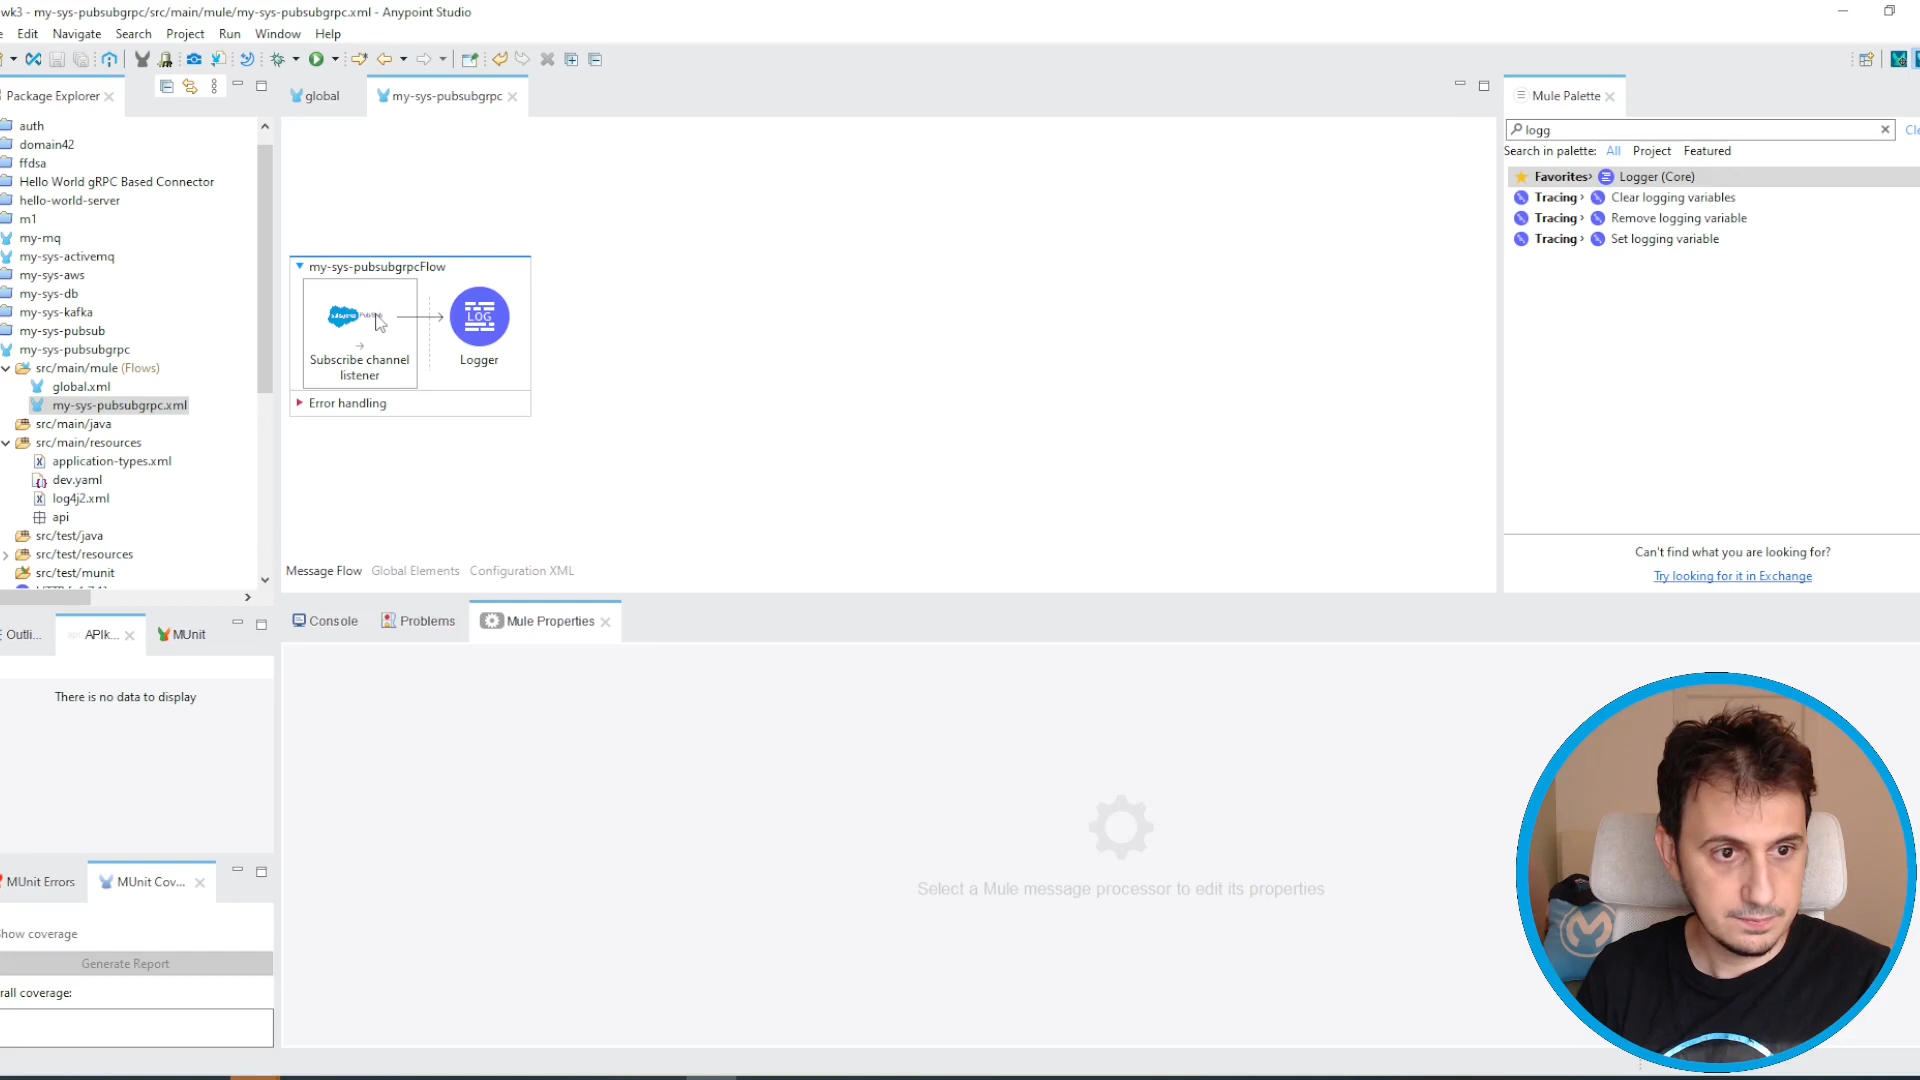 wk3 - my-sys-pubsubgrpc/src/main/mule/my-sys-pubsubgrpc.xml - Anypoint Studio
Edit Navigate Search Project Run Window Help
Package Explorer
global
my-sys-pubsubgrpc
Mule Palette
auth
domain42
ffdsa
Hello World gRPC Based Connector
hello-world-server
m1
my-mq
my-sys-activemq
my-sys-aws
my-sys-db
my-sys-kafka
my-sys-pubsub
my-sys-pubsubgrpc
src/main/mule (Flows)
global.xml
my-sys-pubsubgrpc.xml
src/main/java
src/main/resources
application-types.xml
dev.yaml
log4j2.xml
api
src/test/java
src/test/resources
src/test/munit
my-sys-pubsubgrpcFlow
LOG
Subscribe channel listener
Logger
Error handling
Message Flow Global Elements Configuration XML
logg
Search in palette: All Project Featured
Favorites› Logger (Core)
Tracing › Clear logging variables
Tracing › Remove logging variable
Tracing › Set logging variable
Can't find what you are looking for?
Try looking for it in Exchange
Outli...
APIk...
MUnit
There is no data to display
Console
Problems
Mule Properties
Select a Mule message processor to edit its properties
MUnit Errors
MUnit Cov...
how coverage
Generate Report
rall coverage: